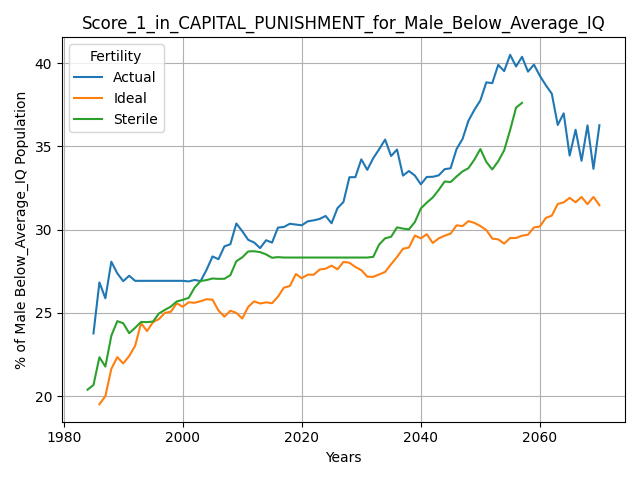 Score_1_in_CAPITAL_PUNISHMENT_for_Male_Below_Average_IQ
Fertility
Actual
Ideal
Sterile
% of Male Below_Average_IQ Population
40
35
30
25
20
1980
2000
2020
2040
2060
Years